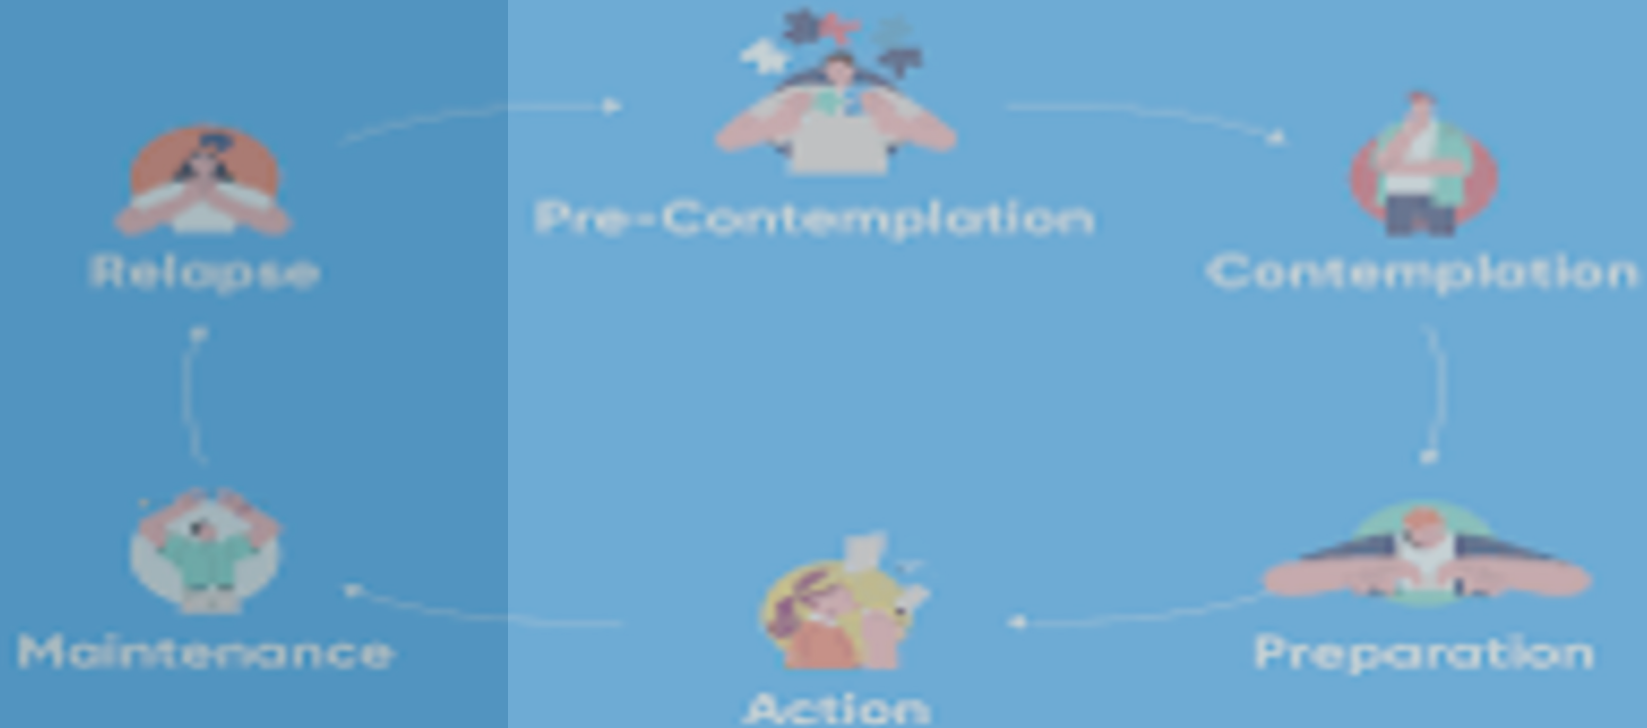 Pre-Contemplation
Contemplation
Preparation
Action
Maintenance
Relapse